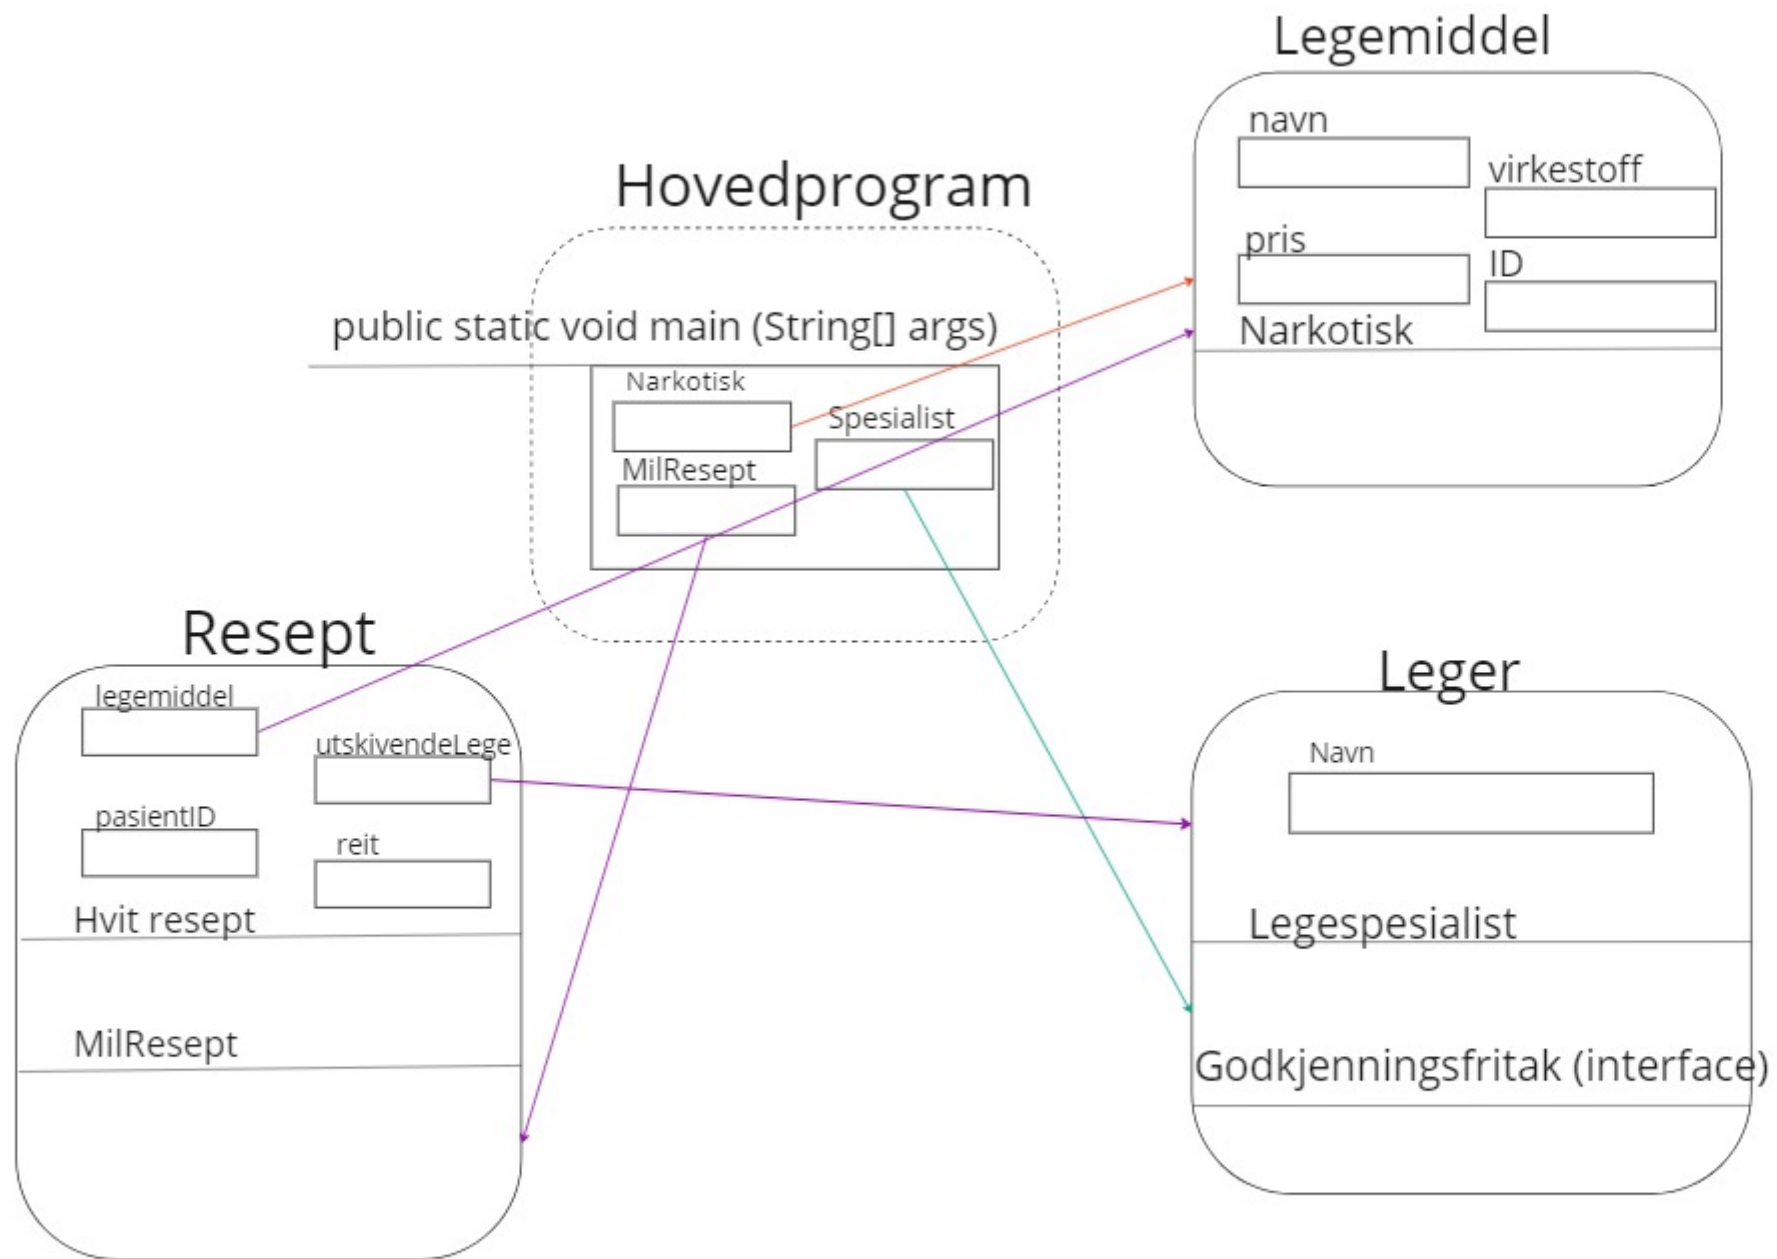 Legemiddel
navn
virkestoff
pris
ID
Narkotisk
Hovedprogram
public static void main (String[] args)
Narkotisk
Spesialist
MilResept
Resept
legemiddel
utskivendeLege
pasientID
reit
Hvit resept
MilResept
Leger
Navn
Legespesialist
Godkjenningsfritak (interface)